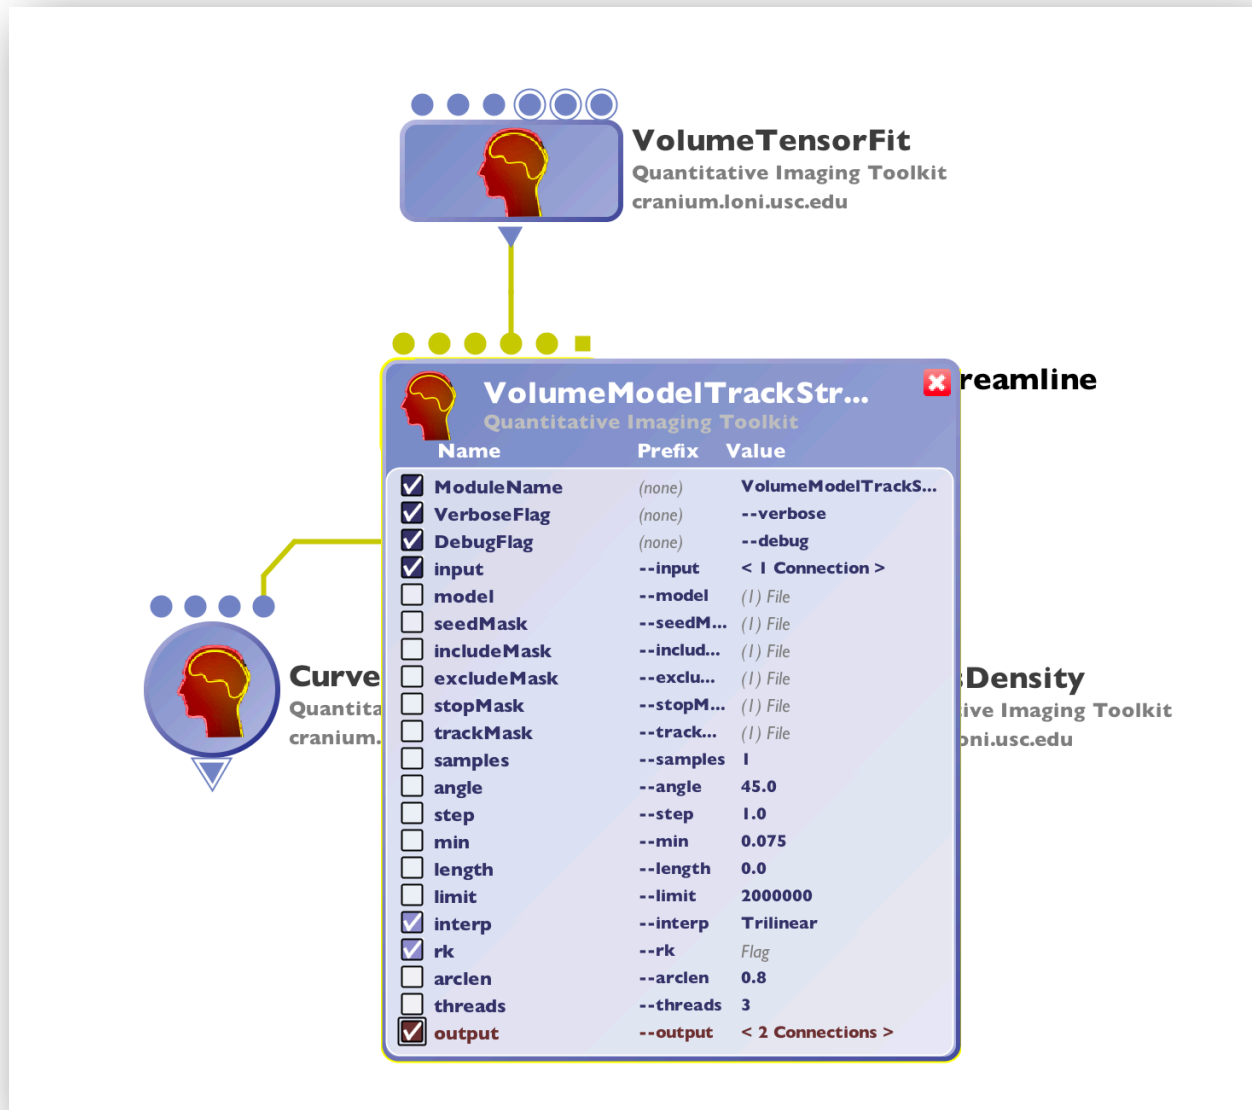 VolumeTensorFit
Quantitative Imaging Toolkit
cranium.loni.usc.edu
reamline
VolumeModelTrackStr...
Quantitative Imaging Toolkit
Name Prefix Value
ModuleName (none) VolumeModelTrackS...
VerboseFlag (none) --verbose
DebugFlag (none) --debug
input --input < 1 Connection >
model --model (1) File
seedMask --seedM... (1) File
includeMask --includ... (1) File
excludeMask --exclu... (1) File
stopMask --stopM... (1) File
trackMask --track... (1) File
samples --samples 1
angle --angle 45.0
step --step 1.0
min --min 0.075
length --length 0.0
limit --limit 2000000
interp --interp Trilinear
rk --rk Flag
arclen --arclen 0.8
threads --threads 3
output --output < 2 Connections >
Curve
Quantita
cranium.
sDensity
tive Imaging Toolkit
oni.usc.edu